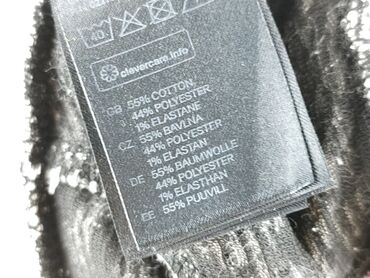 40
clevercare.info
GB 55% COTTON
44% POLYESTER
1% ELASTANE
CZ 55% BAVLNA
44% POLYESTER
1% ELASTAN
DE 55% BAUMWOLLE
44% POLYESTER
1% ELASTHAN
EE 55% PUUVILL